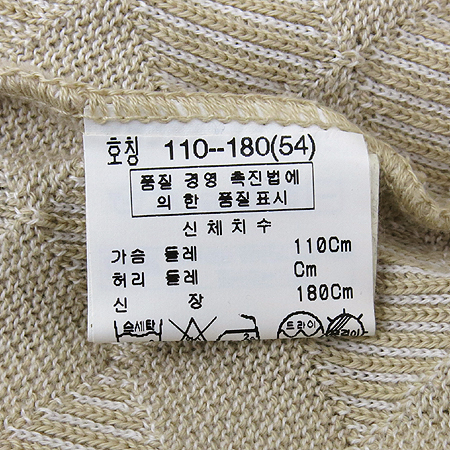 호칭 110--180(54)
품질 경영 촉진법에
의 한 품질표시
신체치수
가슴 둘레 110Cm
허리 둘레 Cm
신 장 180Cm
손세탁
드라이